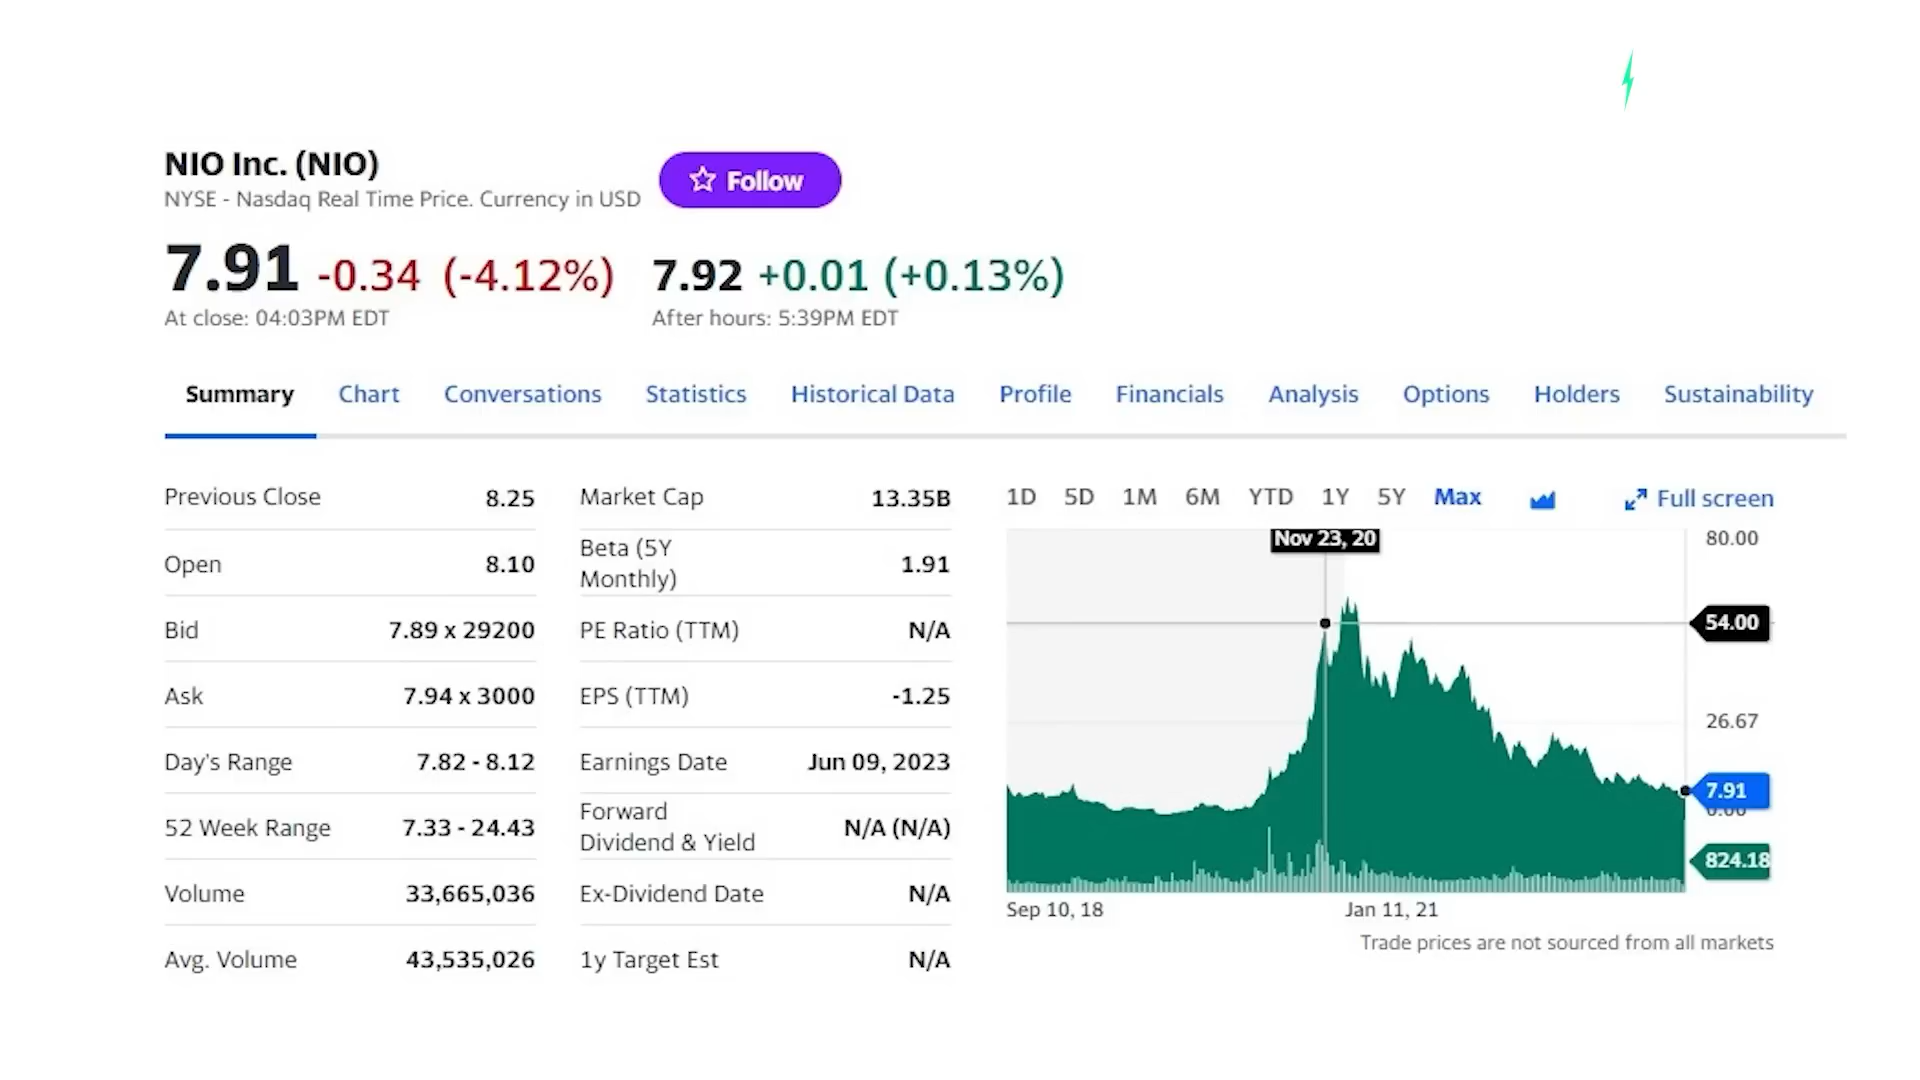 NIO Inc. (NIO)
NYSE - Nasdaq Real Time Price. Currency in USD
Follow
7.91 -0.34 (-4.12%) 7.92 +0.01 (+0.13%)
At close: 04:03PM EDT After hours: 5:39PM EDT
Summary Chart Conversations Statistics Historical Data Profile Financials Analysis Options Holders Sustainability
Previous Close 8.25
Open 8.10
Bid 7.89 x 29200
Ask 7.94 x 3000
Day's Range 7.82 - 8.12
52 Week Range 7.33 - 24.43
Volume 33,665,036
Avg. Volume 43,535,026
Market Cap 13.35B
Beta (5Y
Monthly) 1.91
PE Ratio (TTM) N/A
EPS (TTM) -1.25
Earnings Date Jun 09, 2023
Forward
Dividend & Yield N/A (N/A)
Ex-Dividend Date N/A
1y Target Est N/A
1D 5D 1M 6M YTD 1Y 5Y Max Full screen
Nov 23, 20
80.00
54.00
26.67
7.91
0.00
824.18
Sep 10, 18 Jan 11, 21
Trade prices are not sourced from all markets